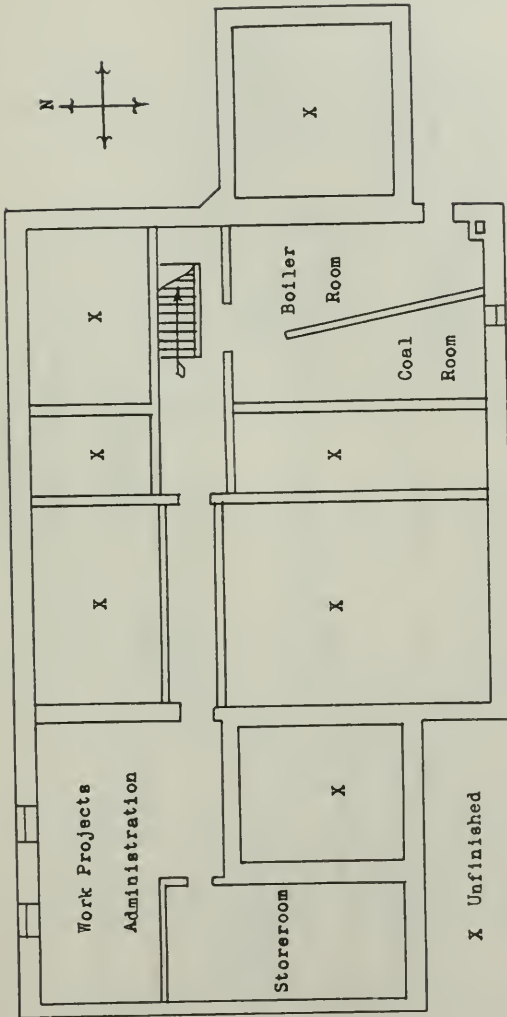 N
Work Projects
Administration
X
X
X
Storeroom
X
X
X
Boiler
Room
X
Coal
Room
X Unfinished